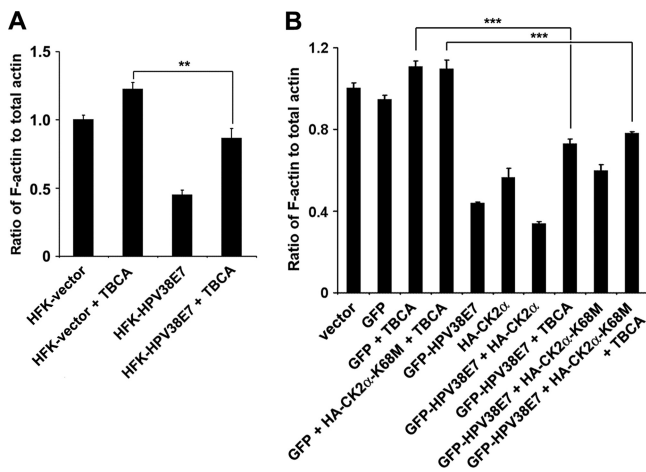 A
Ratio of F-actin to total actin
1.5
1.0
0.5
0
**
HFK-vector
HFK-vector + TBCA
HFK-HPV38E7
HFK-HPV38E7 + TBCA
B
Ratio of F-actin to total actin
1.2
0.8
0.4
0
***
***
vector
GFP
GFP + TBCA
GFP + HA-CK2α-K68M + TBCA
GFP-HPV38E7
HA-CK2α
GFP-HPV38E7 + HA-CK2α
GFP-HPV38E7 + TBCA
GFP-HPV38E7 + HA-CK2α-K68M
GFP-HPV38E7 + HA-CK2α-K68M
+ TBCA